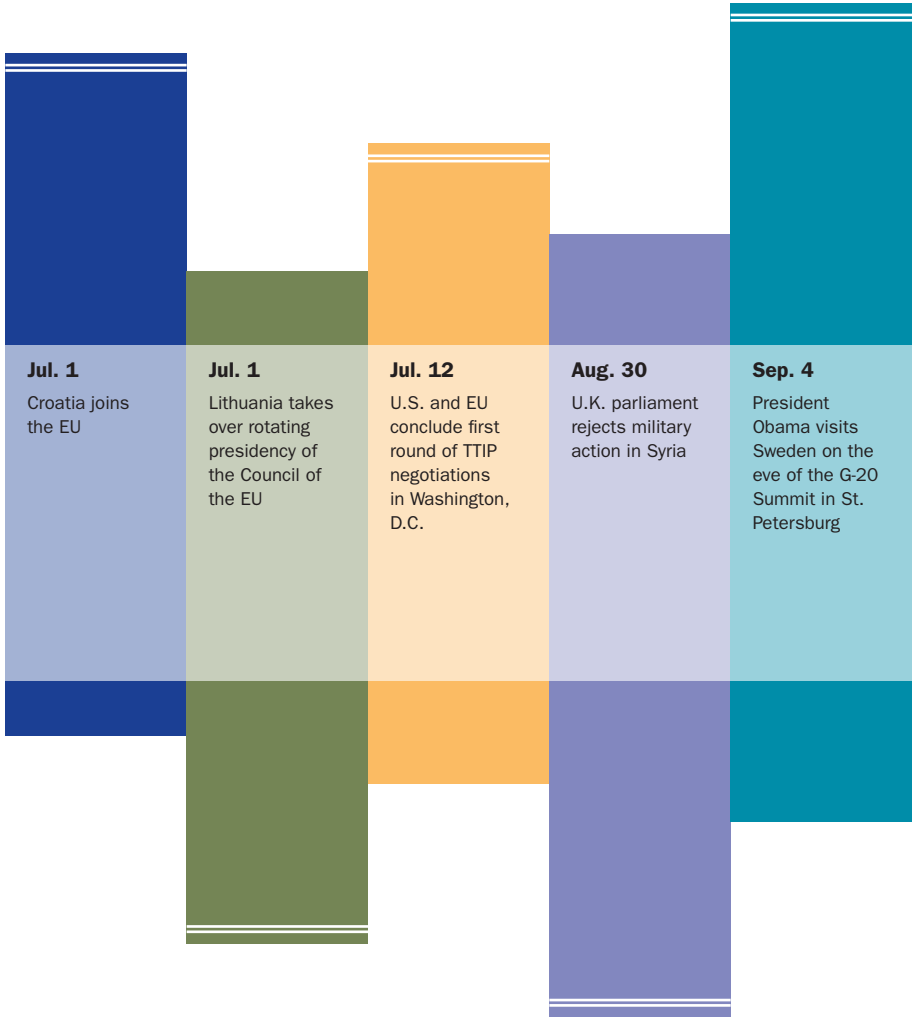 Jul. 1
Croatia joins
the EU
Jul. 1
Lithuania takes
over rotating
presidency of
the Council of
the EU
Jul. 12
U.S. and EU
conclude first
round of TTIP
negotiations
in Washington,
D.C.
Aug. 30
U.K. parliament
rejects military
action in Syria
Sep. 4
President
Obama visits
Sweden on the
eve of the G-20
Summit in St.
Petersburg